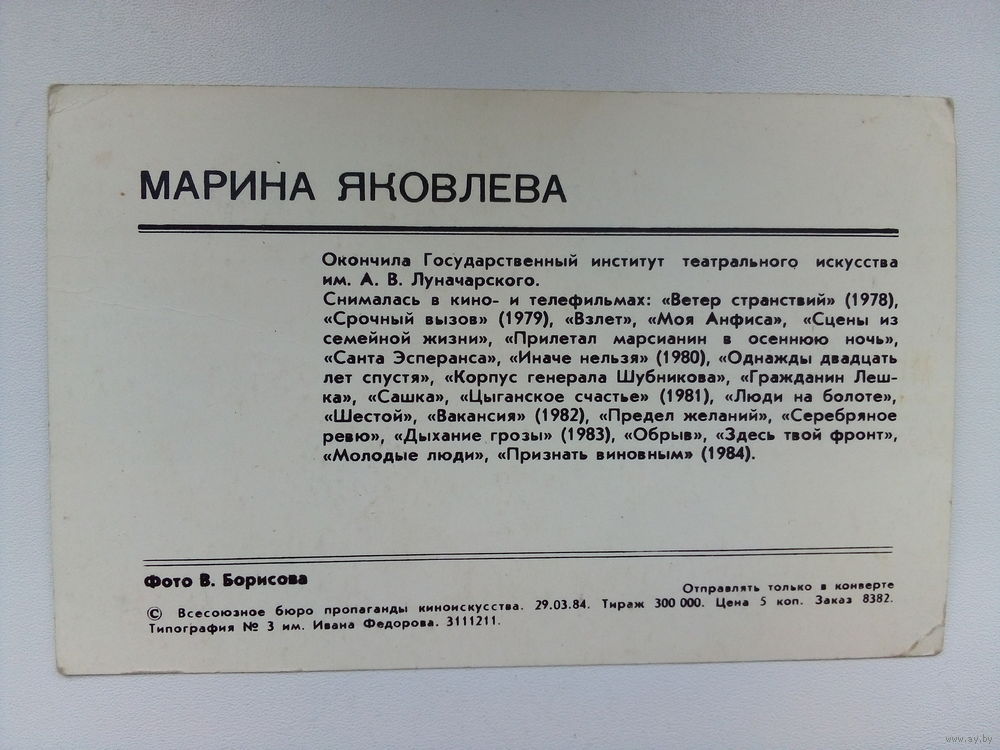 МАРИНА ЯКОВЛЕВА
Окончила Государственный институт театрального искусства
им. А. В. Луначарского.
Снималась в кино- и телефильмах: «Ветер странствий» (1978),
«Срочный вызов» (1979), «Взлет», «Моя Анфиса», «Сцены из
семейной жизни», «Прилетал марсианин в осеннюю ночь»,
«Санта Эсперанса», «Иначе нельзя» (1980), «Однажды двадцать
лет спустя», «Корпус генерала Шубникова», «Гражданин Леш-
ка», «Сашка», «Цыганское счастье» (1981), «Люди на болоте»,
«Шестой», «Вакансия» (1982), «Предел желаний», «Серебряное
ревю», «Дыхание грозы» (1983), «Обрыв», «Здесь твой фронт»,
«Молодые люди», «Признать виновным» (1984).
Фото В. Борисова
Отправлять только в конверте
© Всесоюзное бюро пропаганды киноискусства. 29.03.84. Тираж 300 000. Цена 5 коп. Заказ 8382.
Типография № 3 им. Ивана Федорова. 3111211.
www.ay.by